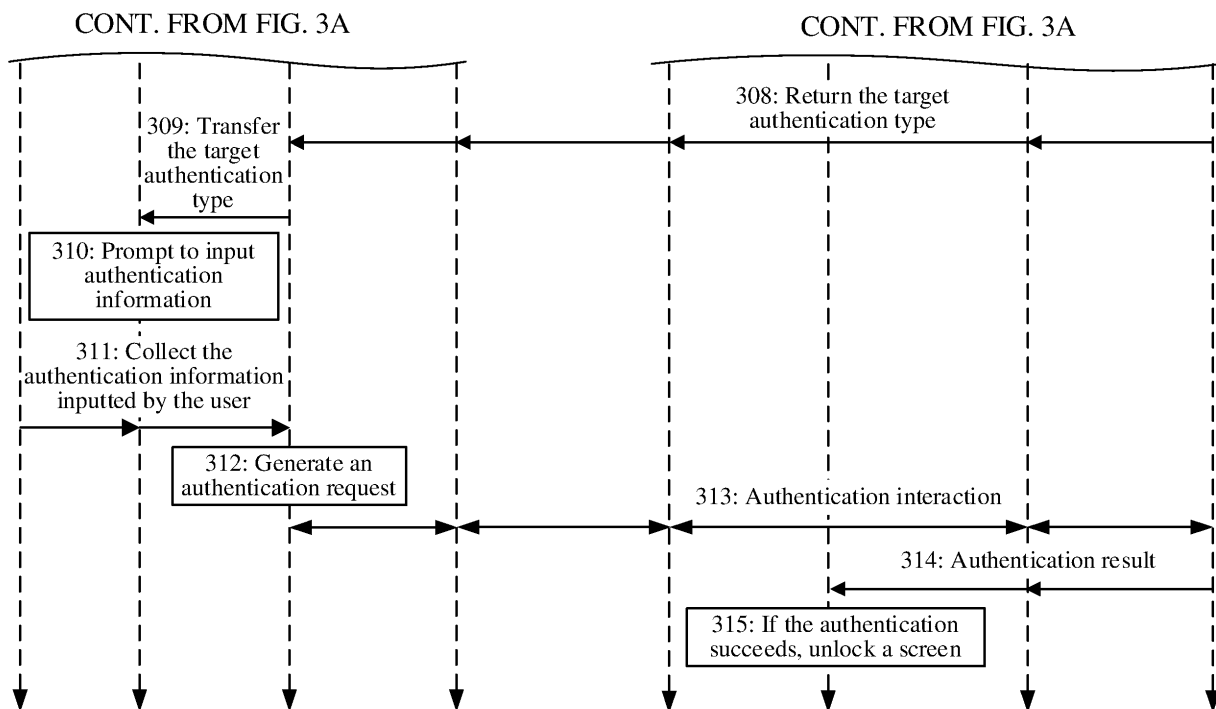 CONT. FROM FIG. 3A
CONT. FROM FIG. 3A
308: Return the target
authentication type
309: Transfer
the target
authentication
type
310: Prompt to input
authentication
information
311: Collect the
authentication information
inputted by the user
312: Generate an
authentication request
313: Authentication interaction
314: Authentication result
315: If the authentication
succeeds, unlock a screen